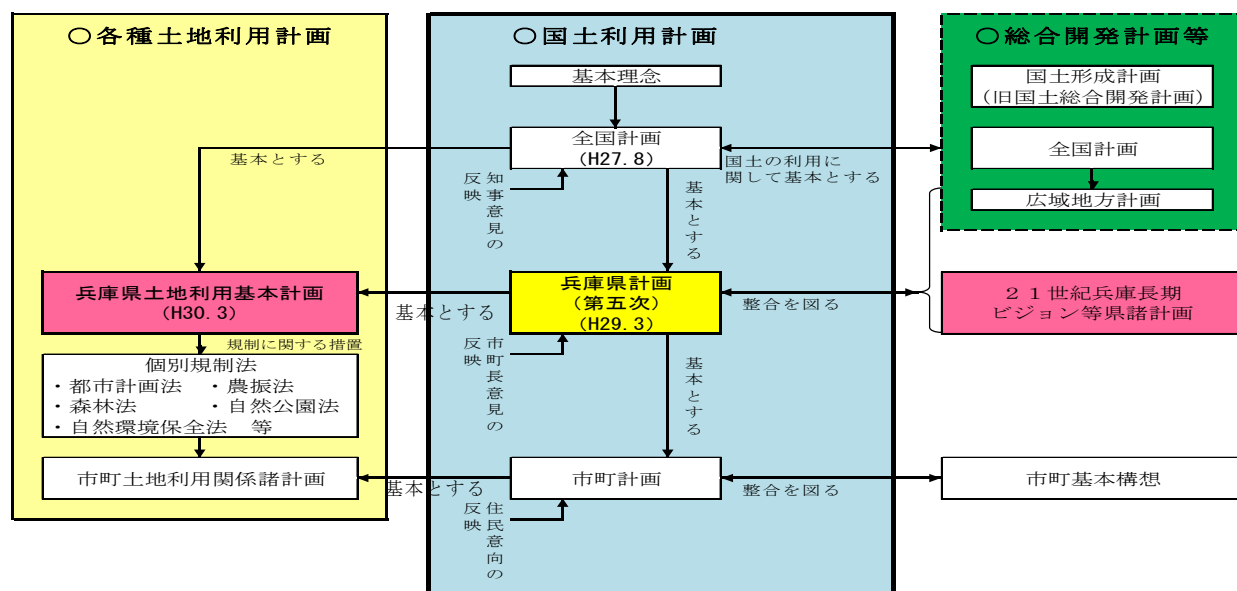 ○各種土地利用計画
基本とする
兵庫県土地利用基本計画
(H30.3)
規制に関する措置
個別規制法
・都市計画法　・農振法
・森林法　　　・自然公園法
・自然環境保全法　等
市町土地利用関係諸計画
○国土利用計画
基本理念
全国計画
(H27.8)
知事意見の
反映
国土の利用に
関して基本とする
基本とする
兵庫県計画
(第五次)
(H29.3)
基本とする
整合を図る
市町長意見の
反映
基本とする
市町計画
基本とする
整合を図る
住民意向の
反映
○総合開発計画等
国土形成計画
(旧国土総合開発計画)
全国計画
広域地方計画
２１世紀兵庫長期
ビジョン等県諸計画
市町基本構想